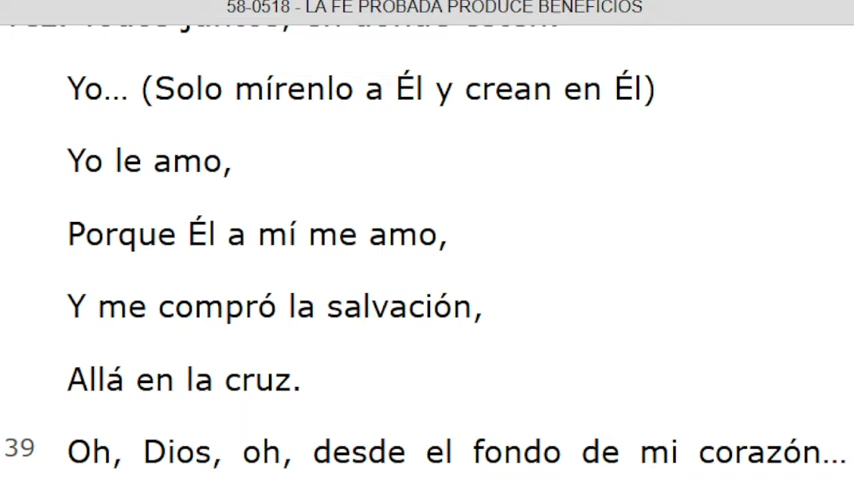 58-0518 - LA FE PROBADA PRODUCE BENEFICIOS
Yo... (Solo mírenlo a Él y crean en Él)
Yo le amo,
Porque Él a mí me amo,
Y me compró la salvación,
Allá en la cruz.
39 Oh, Dios, oh, desde el fondo de mi corazón...